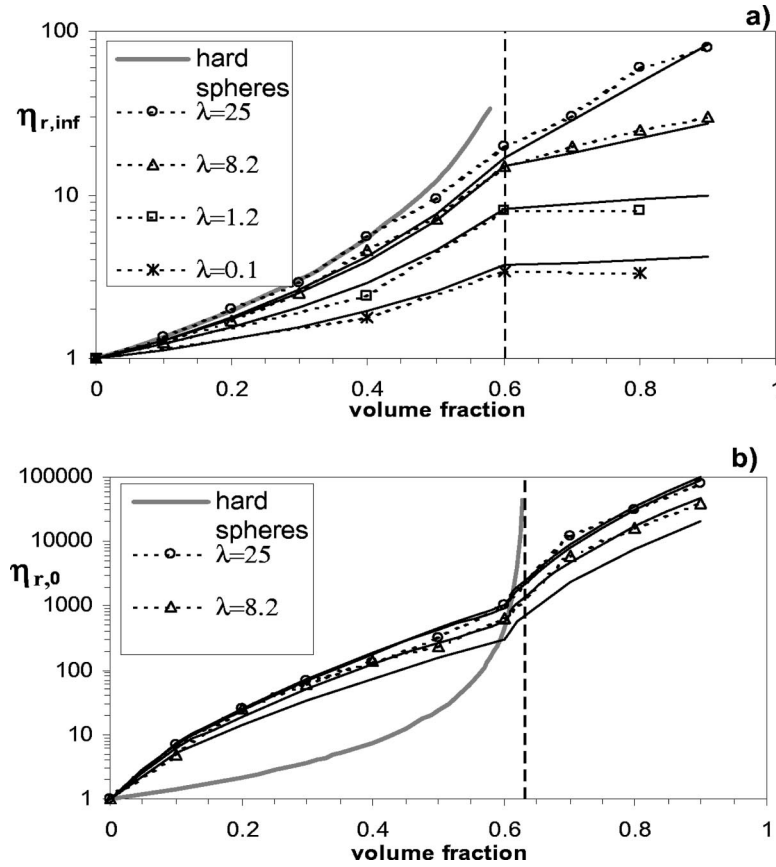 a)
100
hard
spheres
η r,inf
λ=25
λ=8.2
10
λ=1.2
λ=0.1
1
0 0.2 0.4 0.6 0.8 1
volume fraction
b)
100000
hard
spheres
10000
λ=25
η r,0
1000
λ=8.2
100
10
1
0 0.2 0.4 0.6 0.8 1
volume fraction